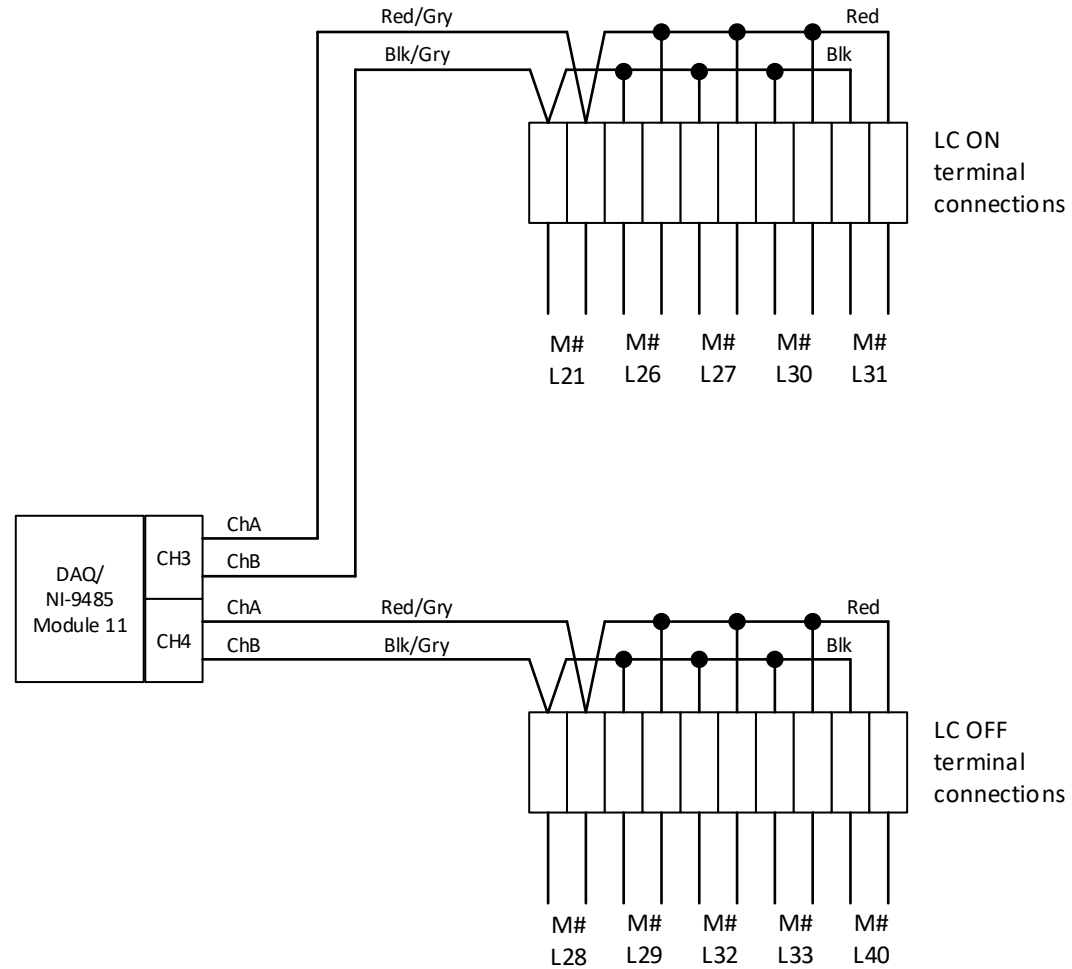 Red/Gry
Red
Blk/Gry
Blk
LC ON
terminal
connections
M# M# M# M# M#
L21 L26 L27 L30 L31
ChA
CH3
ChB
DAQ/
NI-9485
Module 11
ChA
Red/Gry
Red
CH4
ChB
Blk/Gry
Blk
LC OFF
terminal
connections
M# M# M# M# M#
L28 L29 L32 L33 L40